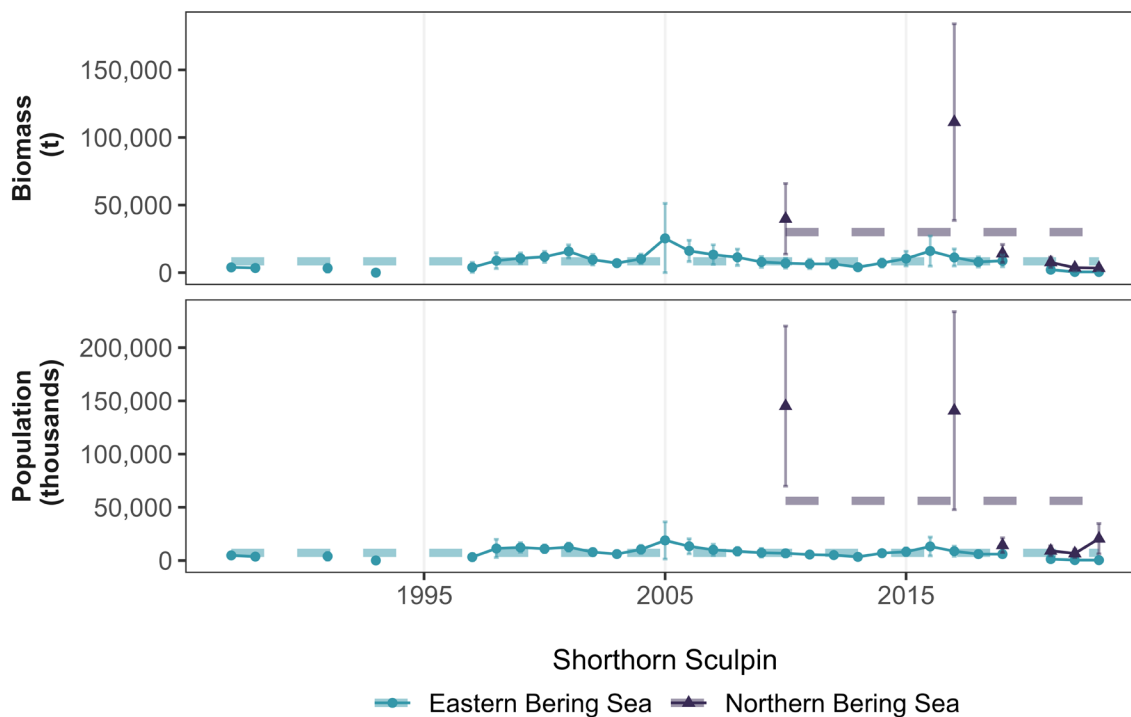 Biomass
(t)
150,000
100,000
50,000
0
Population
(thousands)
200,000
150,000
100,000
50,000
0
1995 2005 2015
Shorthorn Sculpin
Eastern Bering Sea Northern Bering Sea